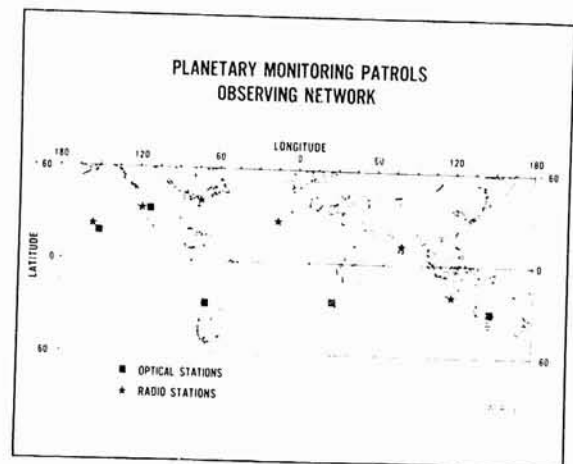 PLANETARY MONITORING PATROLS
OBSERVING NETWORK
LONGITUDE
180 120 60 0 60 120 180
60 60
LATITUDE
0 0
60 60
■ OPTICAL STATIONS
★ RADIO STATIONS